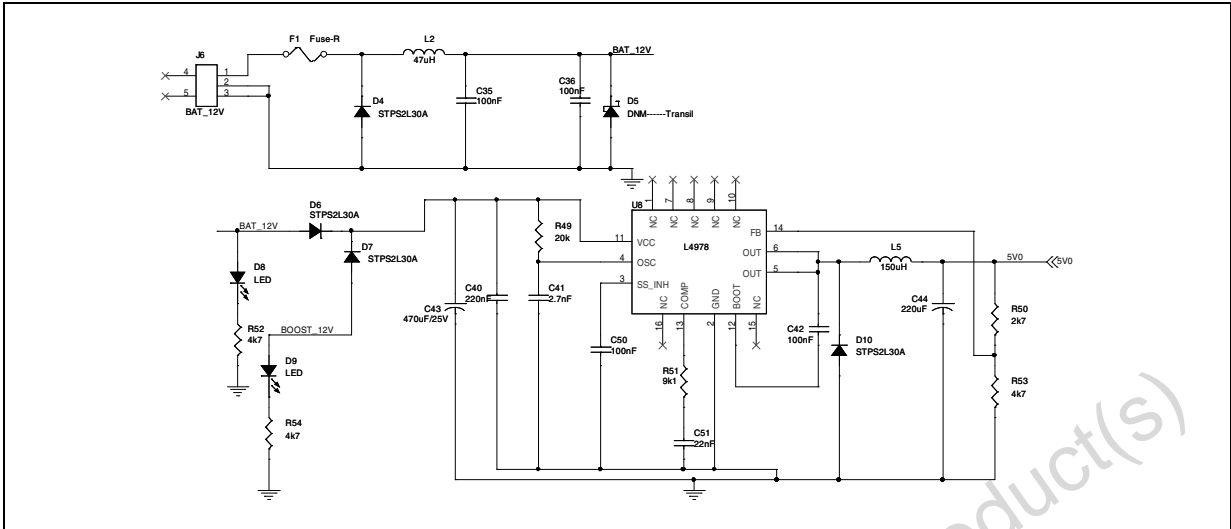 F1 Fuse-R
L2
47uH
BAT_12V
J6
4
5
1
2
3
BAT_12V
D4
STPS2L30A
C35
100nF
C36
100nF
D5
DNM------Transil
BAT_12V
D6
STPS2L30A
D7
STPS2L30A
D8
LED
R52
4k7
BOOST_12V
D9
LED
R54
4k7
C43
470uF/25V
C40
220nF
R49
20k
C41
2.7nF
C50
100nF
U8
L4978
1
7
8
9
10
NC
NC
NC
NC
NC
11
VCC
4
OSC
3
SS_INH
14
FB
6
OUT
5
OUT
NC
COMP
GND
BOOT
NC
16
13
2
12
15
R51
9k1
C51
22nF
C42
100nF
D10
STPS2L30A
L5
150uH
C44
220uF
5V0
5V0
R50
2k7
R53
4k7
oduct(s)